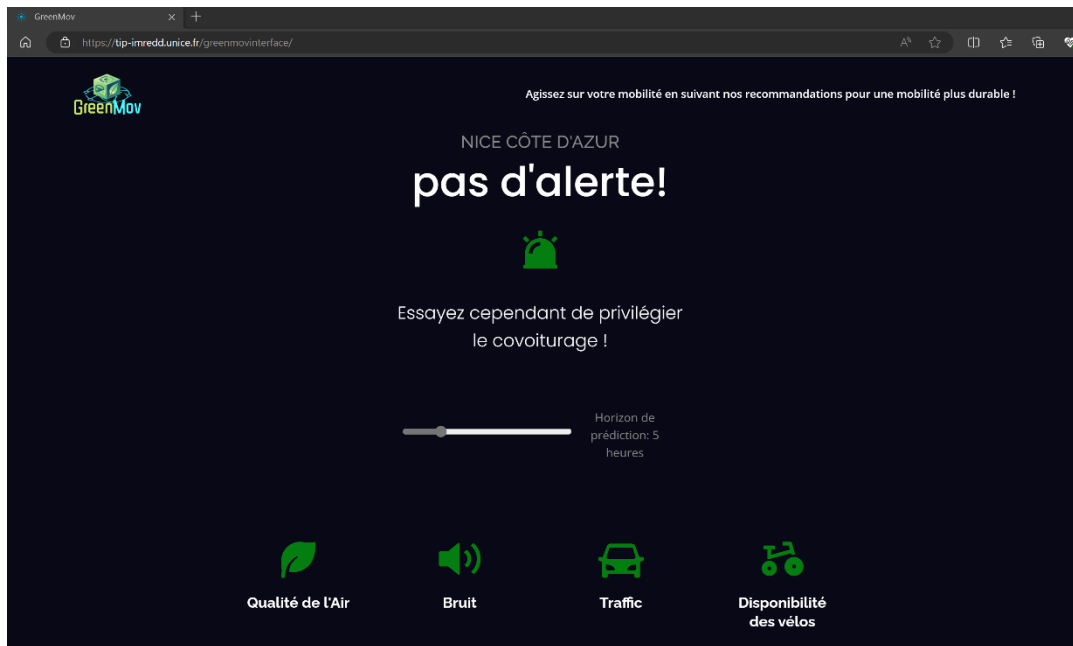 GreenMov
https://tip-imredd.unice.fr/greenmovinterface/
GreenMov
Agissez sur votre mobilité en suivant nos recommandations pour une mobilité plus durable !
NICE CÔTE D'AZUR
pas d'alerte!
Essayez cependant de privilégier
le covoiturage !
Horizon de
prédiction: 5
heures
Qualité de l'Air
Bruit
Traffic
Disponibilité
des vélos